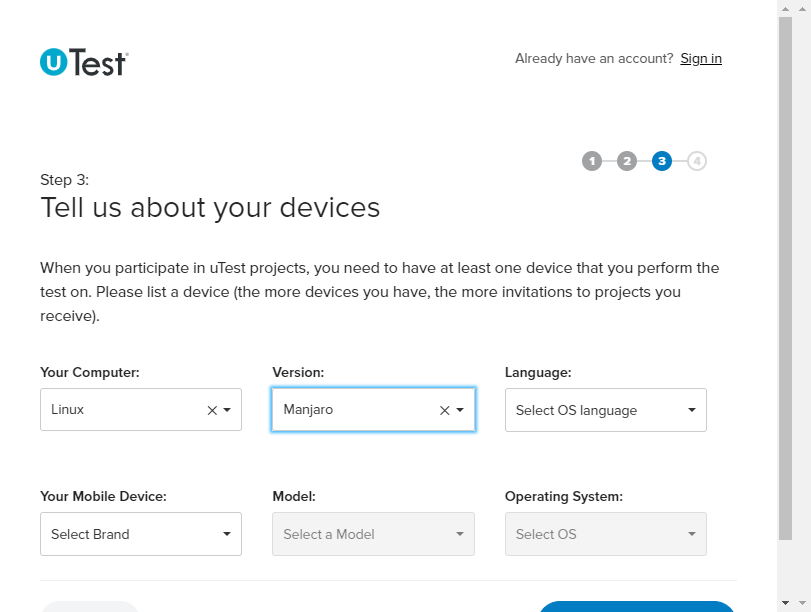 uTest
Already have an account? Sign in
1 2 3 4
Step 3:
Tell us about your devices
When you participate in uTest projects, you need to have at least one device that you perform the
test on. Please list a device (the more devices you have, the more invitations to projects you
receive).
Your Computer: Version: Language:
Linux Manjaro Select OS language
Your Mobile Device: Model: Operating System:
Select Brand Select a Model Select OS